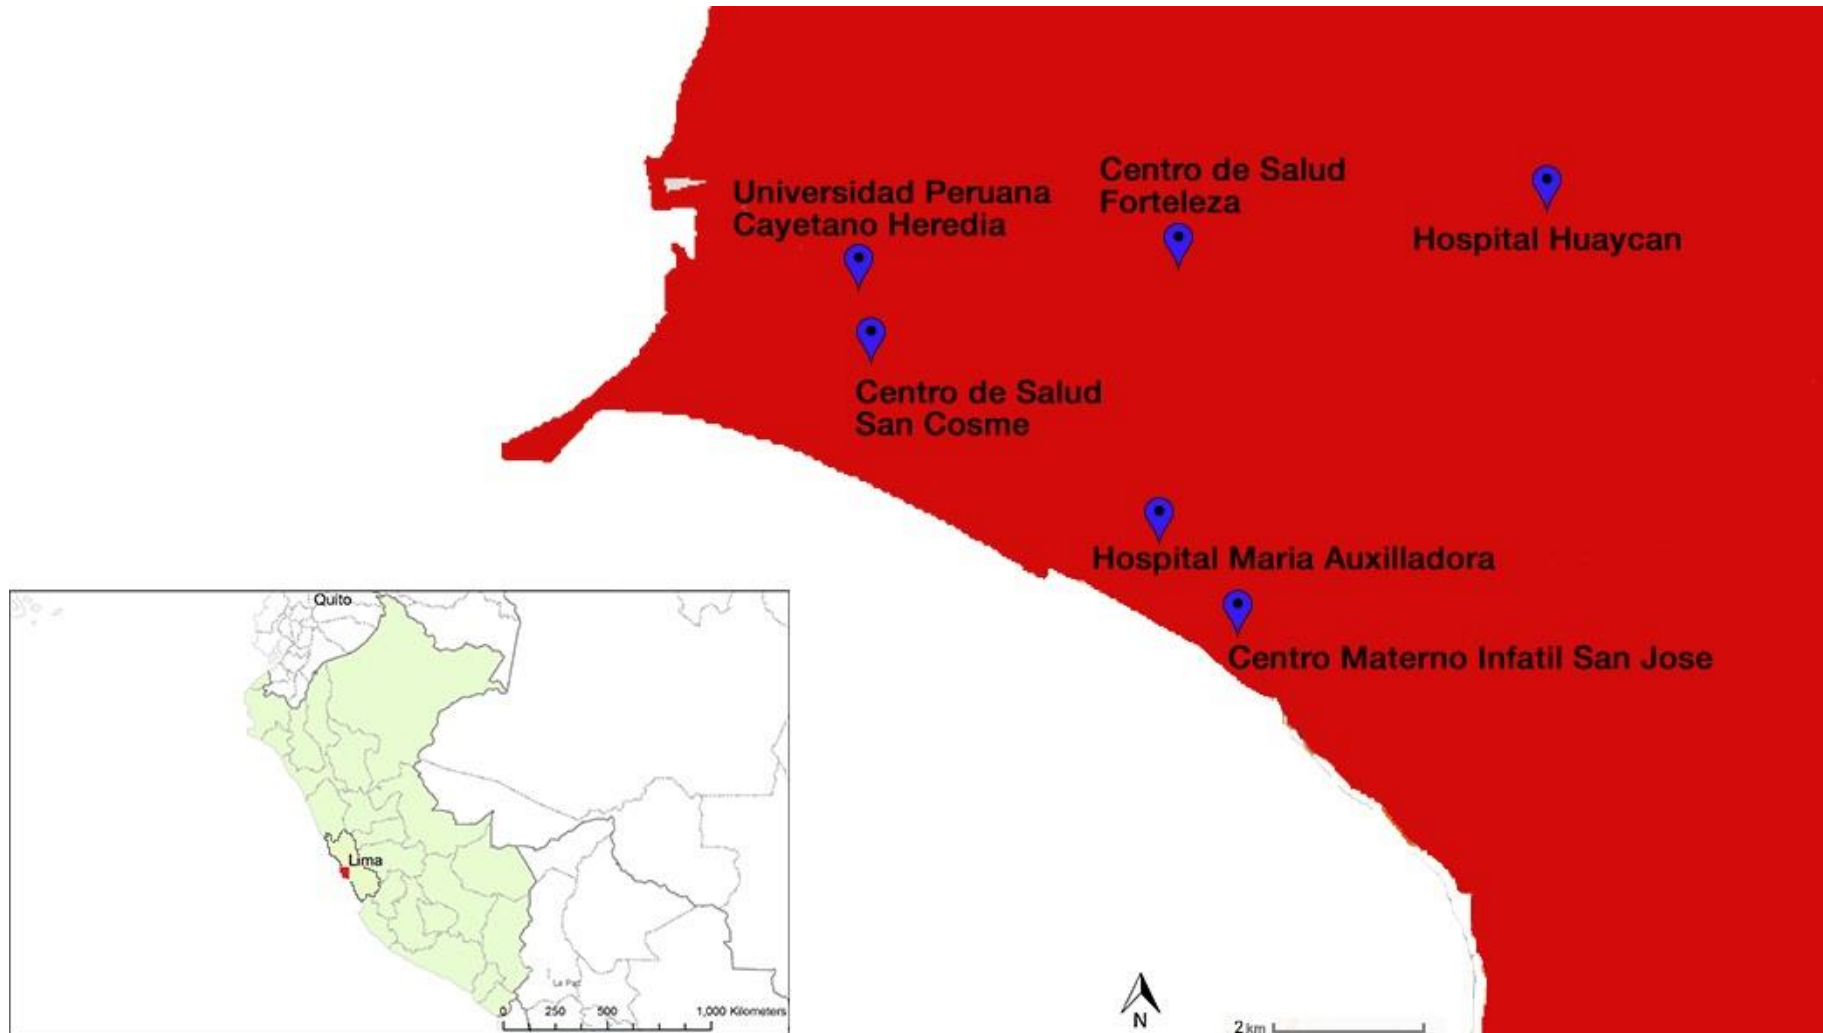 Universidad Peruana
Cayetano Heredia
Centro de Salud
Forteleza
Hospital Huaycan
Centro de Salud
San Cosme
Hospital Maria Auxilladora
Centro Materno Infatil San Jose
Quito
Lima
La Paz
0 250 500 1,000 Kilometers
N
2 km